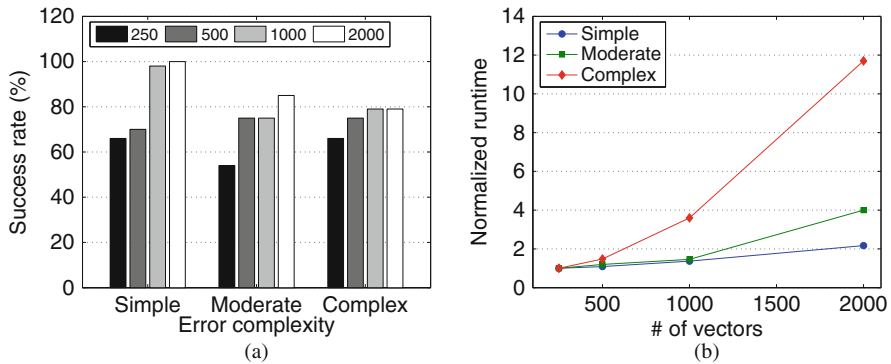 250 500 1000 2000
120
100
80
60
40
20
0
Success rate (%)
Simple Moderate Complex
Error complexity
(a)
Simple
Moderate
Complex
14
12
10
8
6
4
2
0
Normalized runtime
500 1000 1500 2000
# of vectors
(b)